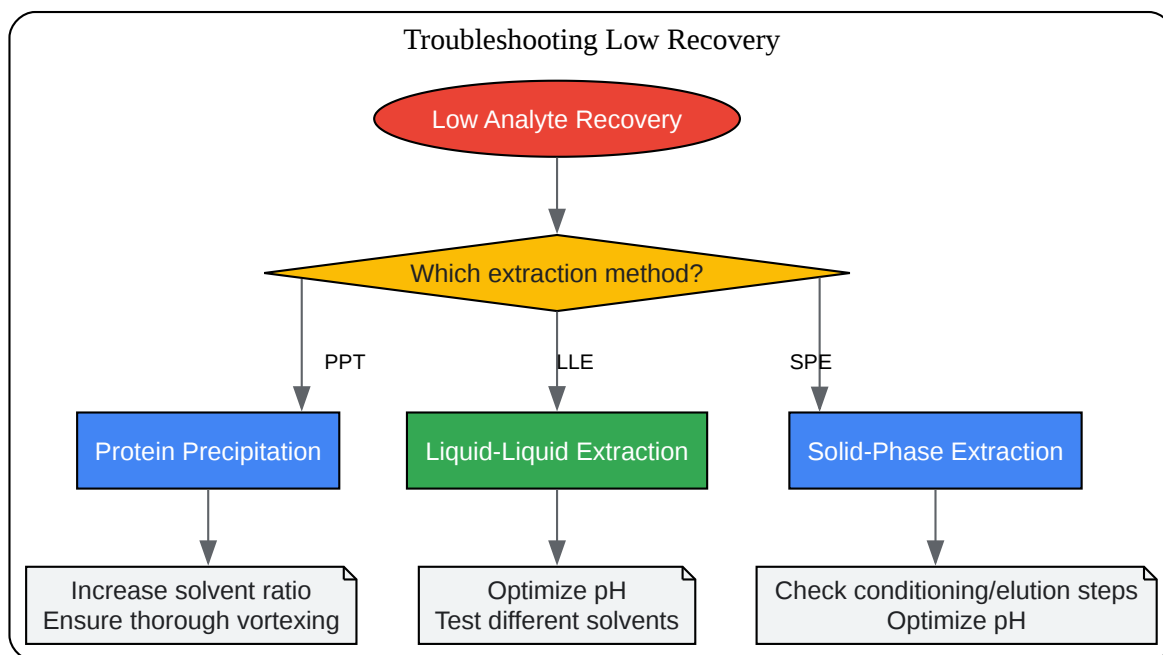 Troubleshooting Low Recovery
Low Analyte Recovery
Which extraction method?
PPT
LLE
SPE
Protein Precipitation
Liquid-Liquid Extraction
Solid-Phase Extraction
Increase solvent ratio
Ensure thorough vortexing
Optimize pH
Test different solvents
Check conditioning/elution steps
Optimize pH